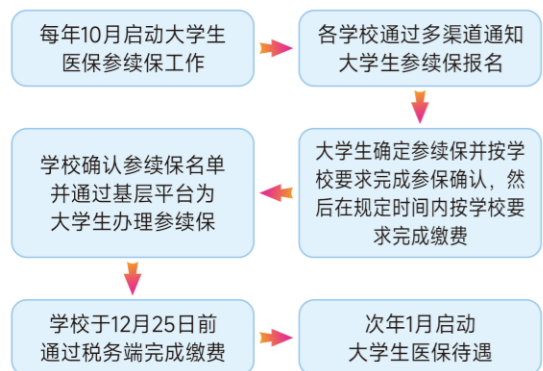 每年10月启动大学生
医保参续保工作
各学校通过多渠道通知
大学生参续保报名
大学生确定参续保并按学
校要求完成参保确认，然
后在规定时间内按学校要
求完成缴费
学校确认参续保名单
并通过基层平台为
大学生办理参续保
学校于12月25日前
通过税务端完成缴费
次年1月启动
大学生医保待遇